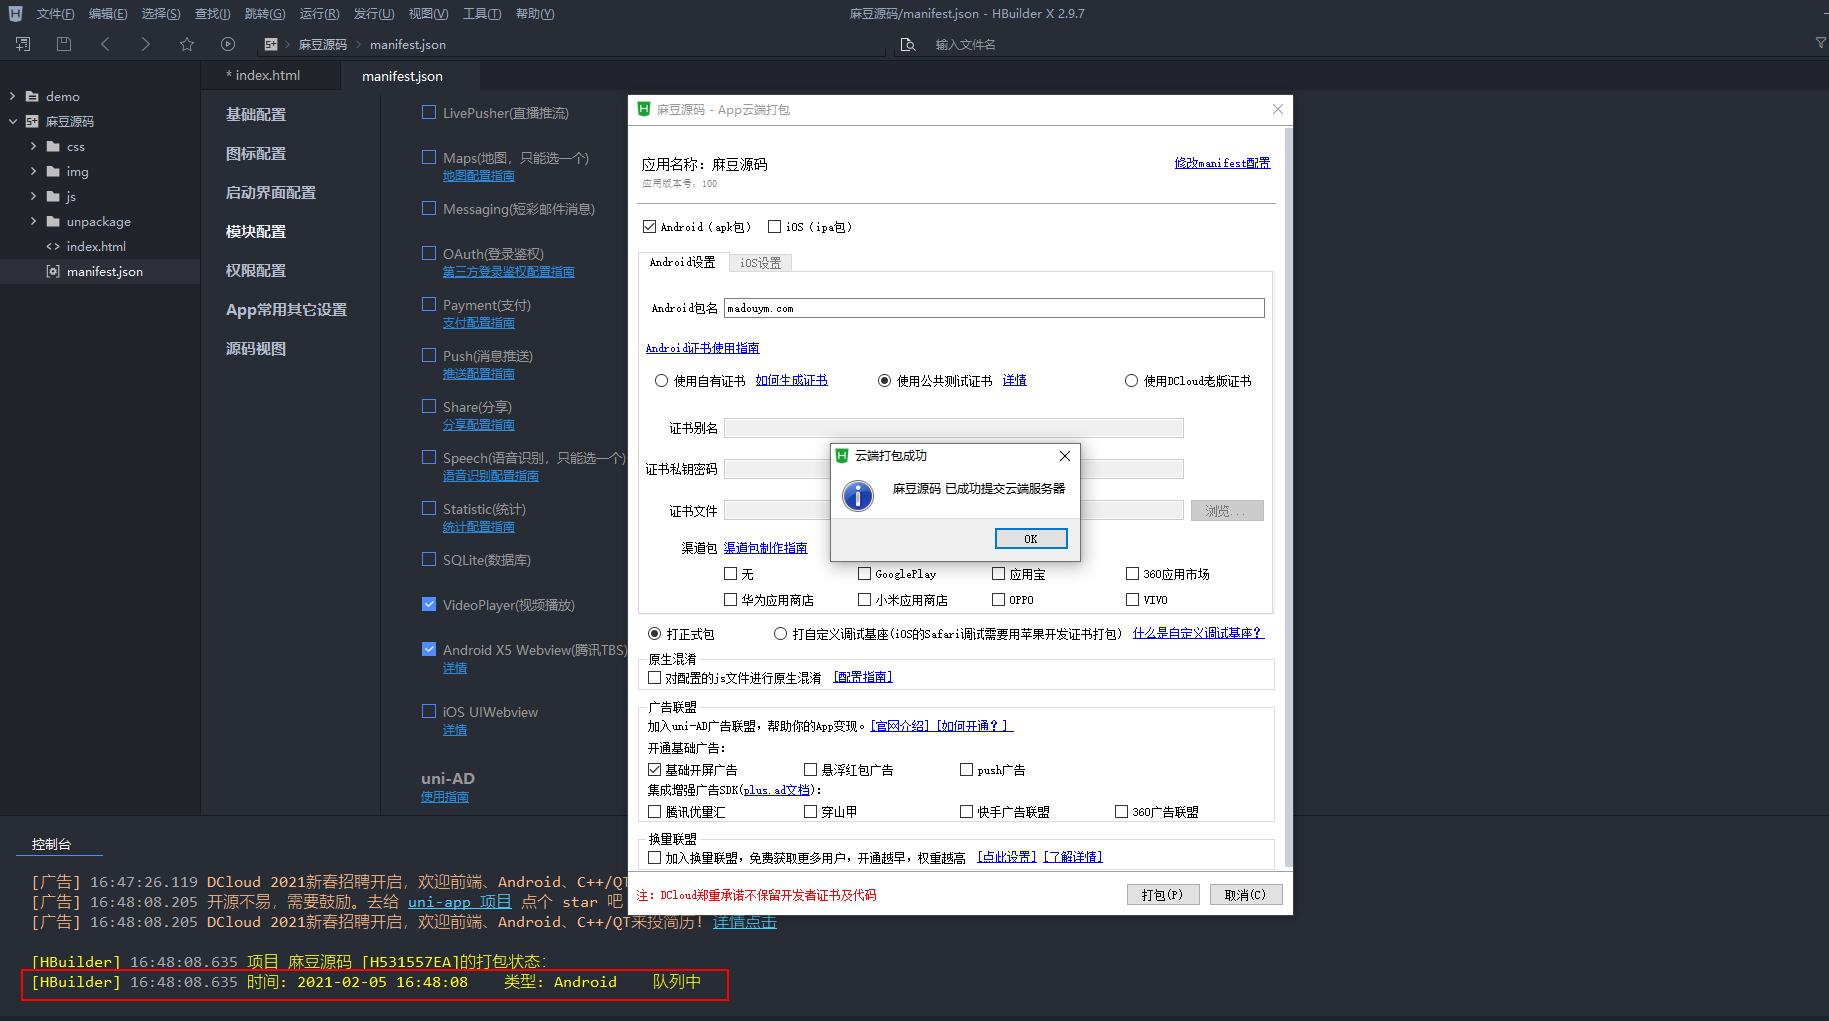 文件(F) 编辑(E) 选择(S) 查找(I) 跳转(G) 运行(R) 发行(U) 视图(V) 工具(T) 帮助(Y)
麻豆源码/manifest.json - HBuilder X 2.9.7
麻豆源码 manifest.json
输入文件名
demo
麻豆源码
css
img
js
unpackage
index.html
manifest.json
* index.html
manifest.json
基础配置
图标配置
启动界面配置
模块配置
权限配置
App常用其它设置
源码视图
LivePusher(直播推流)
Maps(地图，只能选一个)
地图配置指南
Messaging(短彩邮件消息)
OAuth(登录鉴权)
第三方登录鉴权配置指南
Payment(支付)
支付配置指南
Push(消息推送)
推送配置指南
Share(分享)
分享配置指南
Speech(语音识别，只能选一个)
语音识别配置指南
Statistic(统计)
统计配置指南
SQLite(数据库)
VideoPlayer(视频播放)
Android X5 Webview(腾讯TBS)
详情
iOS UIWebview
详情
uni-AD
使用指南
麻豆源码 - App云端打包
应用名称：麻豆源码
修改manifest配置
应用版本号：100
Android（apk包） iOS（ipa包）
Android设置 iOS设置
Android包名 madouym.com
Android证书使用指南
使用自有证书 如何生成证书 使用公共测试证书 详情 使用DCloud老版证书
证书别名
证书私钥密码
证书文件 浏览...
渠道包 渠道包制作指南
云端打包成功
麻豆源码 已成功提交云端服务器
OK
无 GooglePlay 应用宝 360应用市场
华为应用商店 小米应用商店 OPPO VIVO
打正式包 打自定义调试基座(iOS的Safari调试需要用苹果开发证书打包) 什么是自定义调试基座？
原生混淆
对配置的js文件进行原生混淆 [配置指南]
广告联盟
加入uni-AD广告联盟，帮助你的App变现。[官网介绍] [如何开通？]
开通基础广告：
基础开屏广告 悬浮红包广告 push广告
集成增强广告SDK(plus.ad文档)：
腾讯优量汇 穿山甲 快手广告联盟 360广告联盟
换量联盟
加入换量联盟，免费获取更多用户，开通越早，权重越高 [点此设置] [了解详情]
注：DCloud郑重承诺不保留开发者证书及代码
打包(P) 取消(C)
控制台
[广告] 16:47:26.119 DCloud 2021新春招聘开启，欢迎前端、Android、C++/QT
[广告] 16:48:08.205 开源不易，需要鼓励。去给 uni-app 项目 点个 star 吧
[广告] 16:48:08.205 DCloud 2021新春招聘开启，欢迎前端、Android、C++/QT来投简历！详情点击
[HBuilder] 16:48:08.635 项目 麻豆源码 [H531557EA]的打包状态：
[HBuilder] 16:48:08.635 时间: 2021-02-05 16:48:08 类型: Android 队列中